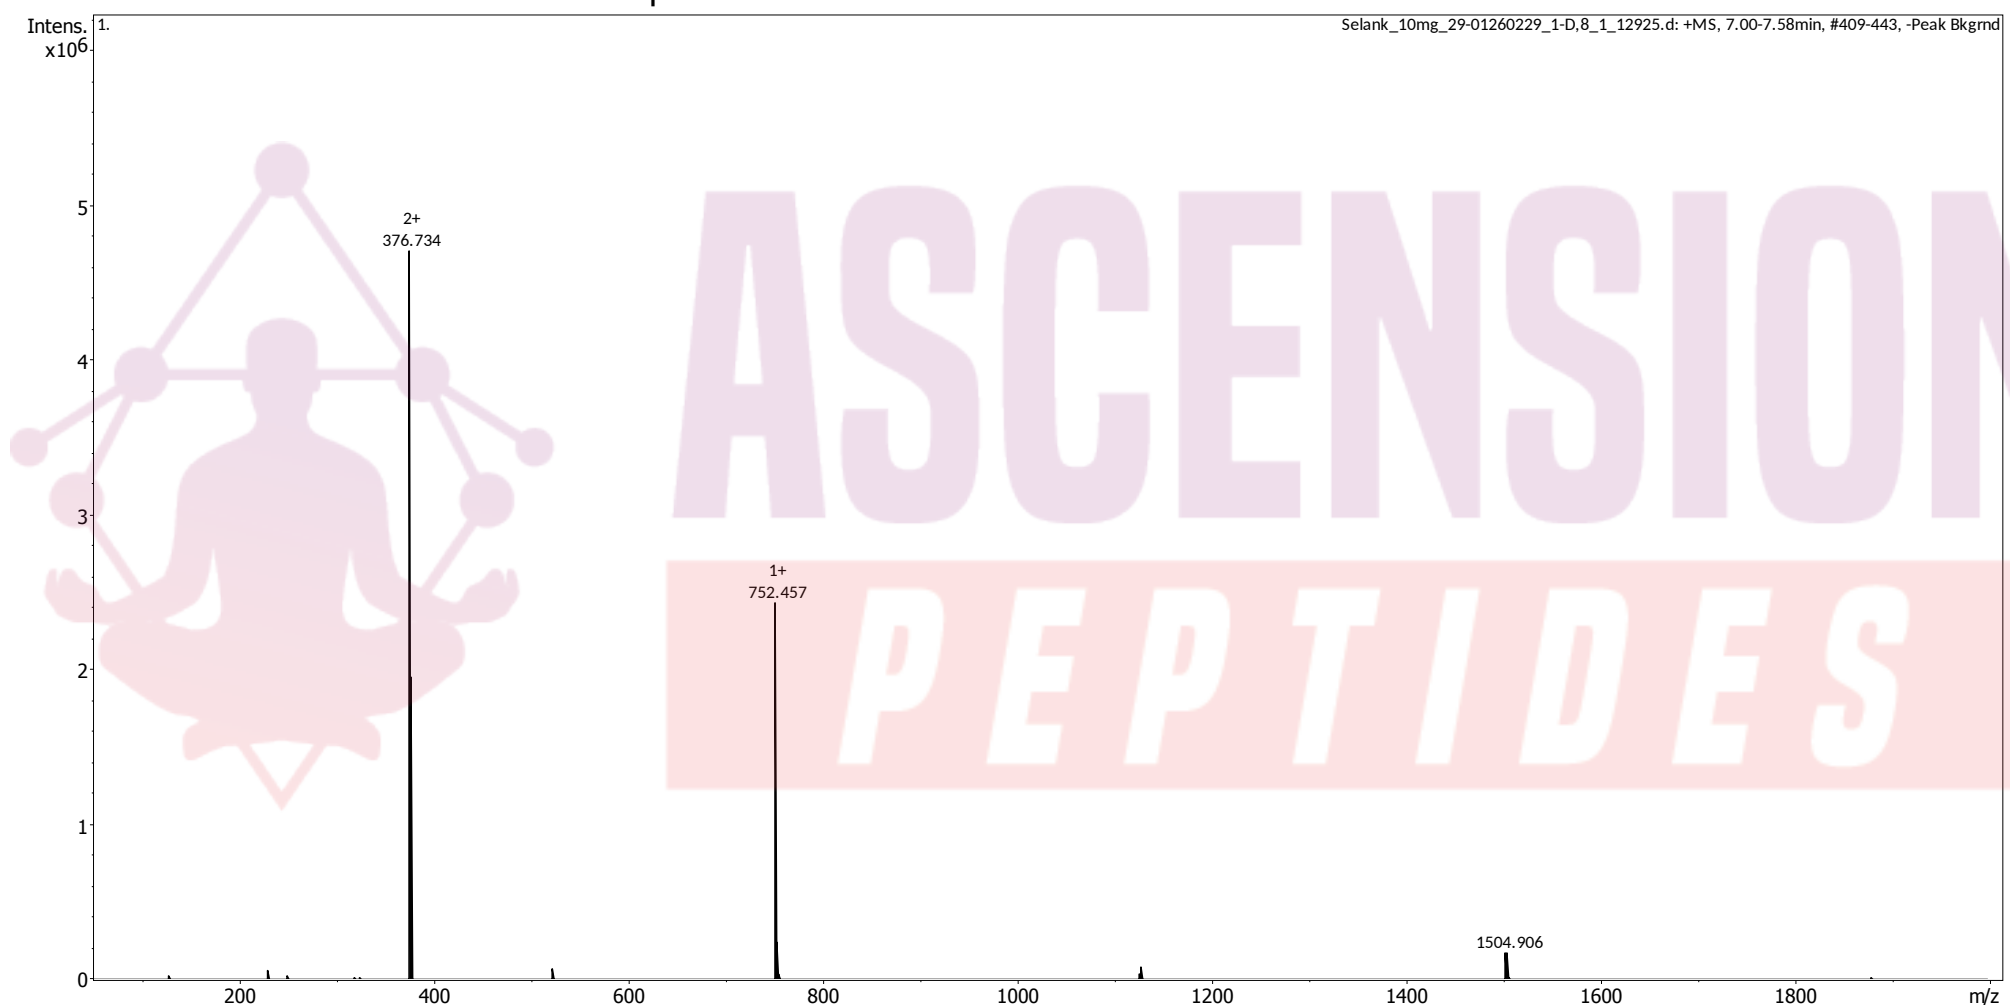 Intens.
x10^6
1.
Selank_10mg_29-01260229_1-D,8_1_12925.d: +MS, 7.00-7.58min, #409-443, -Peak Bkgrnd
5
2+
376.734
ASCENSION
4
3
1+
752.457
PEPTIDES
2
1
1504.906
0
200 400 600 800 1000 1200 1400 1600 1800 m/z